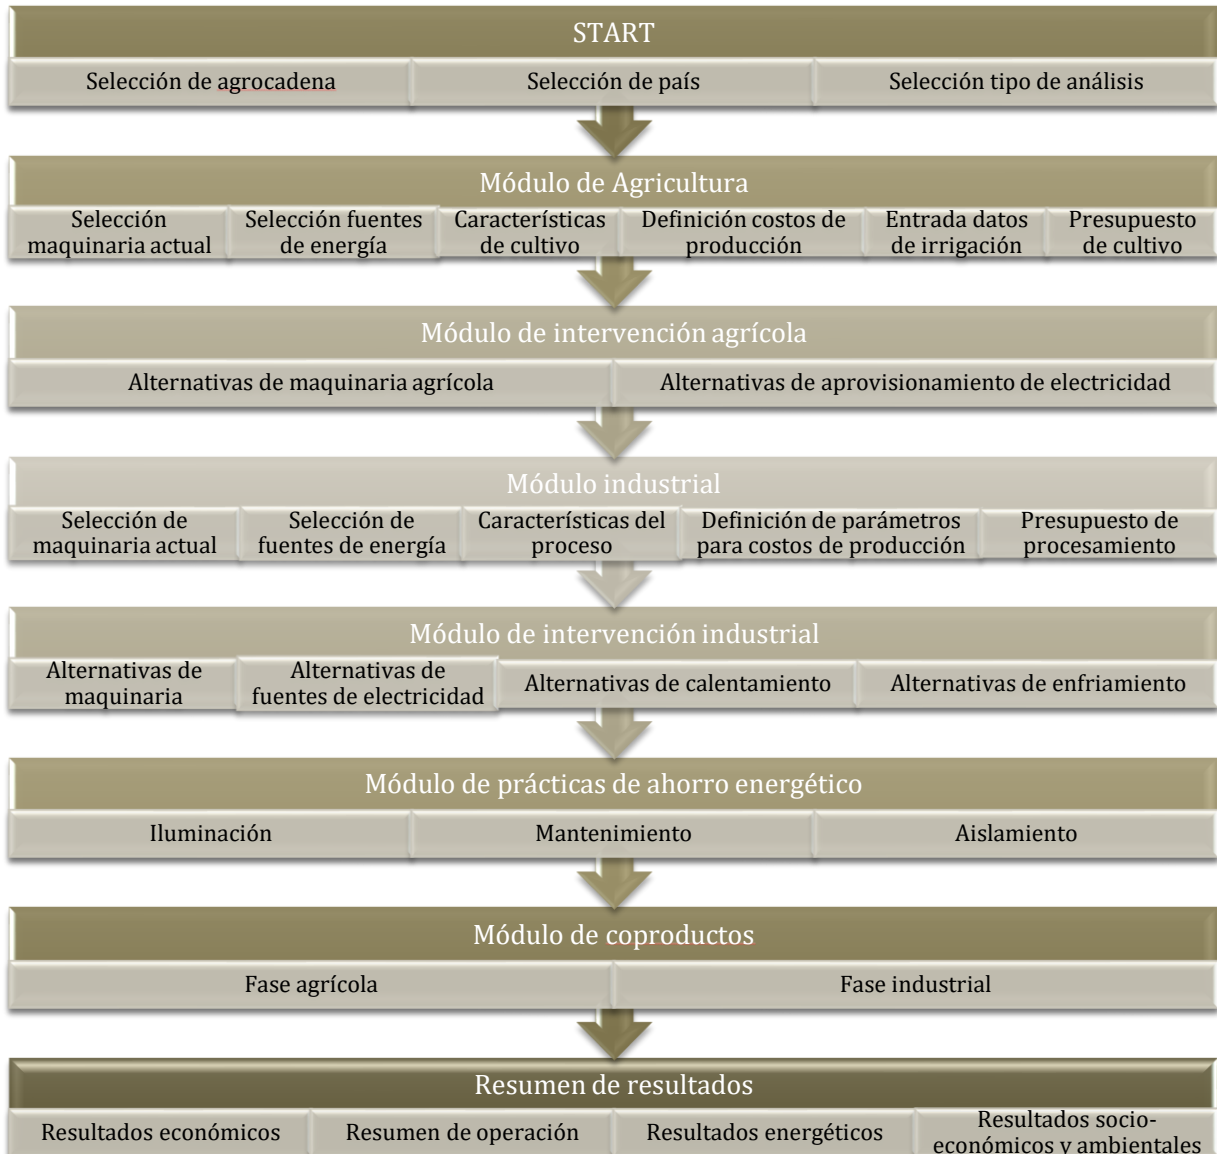 START
Selección de agrocadena
Selección de país
Selección tipo de análisis
Módulo de Agricultura
Selección
maquinaria actual
Selección fuentes
de energía
Características
de cultivo
Definición costos de
producción
Entrada datos
de irrigación
Presupuesto
de cultivo
Módulo de intervención agrícola
Alternativas de maquinaria agrícola
Alternativas de aprovisionamiento de electricidad
Módulo industrial
Selección de
maquinaria actual
Selección de
fuentes de energía
Características del
proceso
Definición de parámetros
para costos de producción
Presupuesto de
procesamiento
Módulo de intervención industrial
Alternativas de
maquinaria
Alternativas de
fuentes de electricidad
Alternativas de calentamiento
Alternativas de enfriamiento
Módulo de prácticas de ahorro energético
Iluminación
Mantenimiento
Aislamiento
Módulo de coproductos
Fase agrícola
Fase industrial
Resumen de resultados
Resultados económicos
Resumen de operación
Resultados energéticos
Resultados socio-
económicos y ambientales